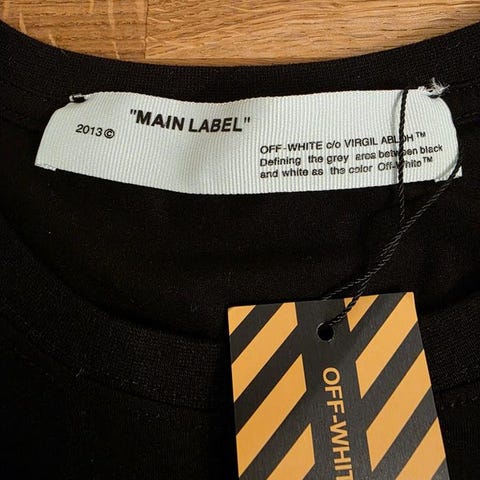 2013©
"MAIN LABEL"
OFF-WHITE c/o VIRGIL ABLOH™
Defining the grey area between black
and white as the color Off-White™
OFF-WHIT